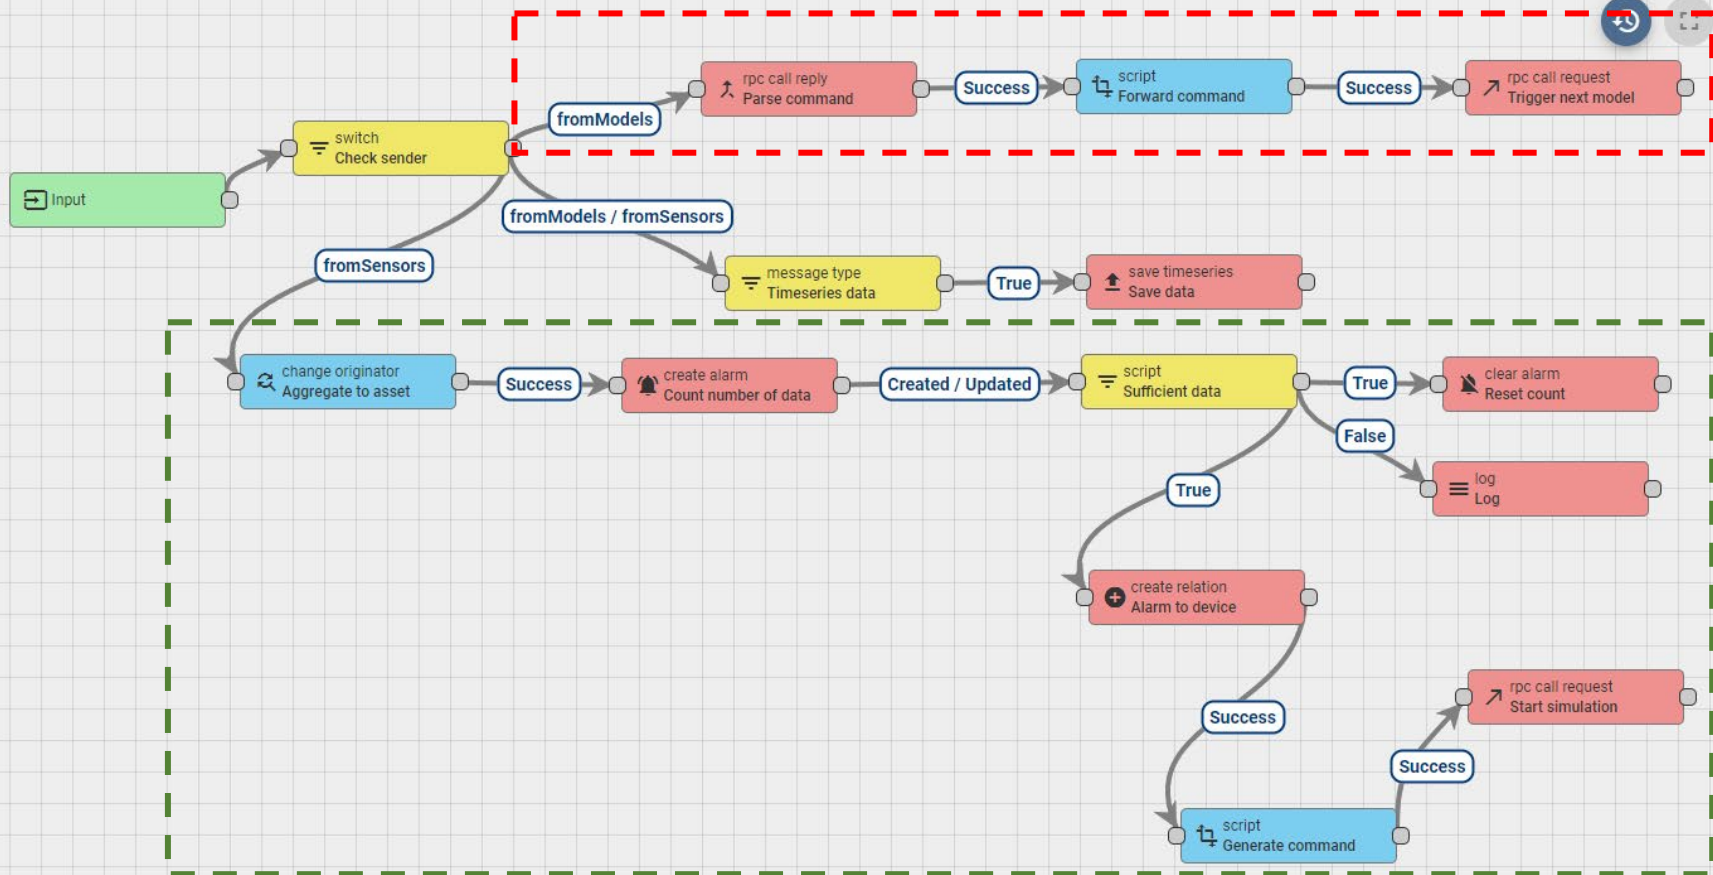 rpc call reply
Parse command
Success
script
Forward command
Success
rpc call request
Trigger next model
fromModels
switch
Check sender
Input
fromModels / fromSensors
fromSensors
message type
Timeseries data
True
save timeseries
Save data
change originator
Aggregate to asset
Success
create alarm
Count number of data
Created / Updated
script
Sufficient data
True
clear alarm
Reset count
False
log
Log
True
create relation
Alarm to device
Success
rpc call request
Start simulation
Success
script
Generate command